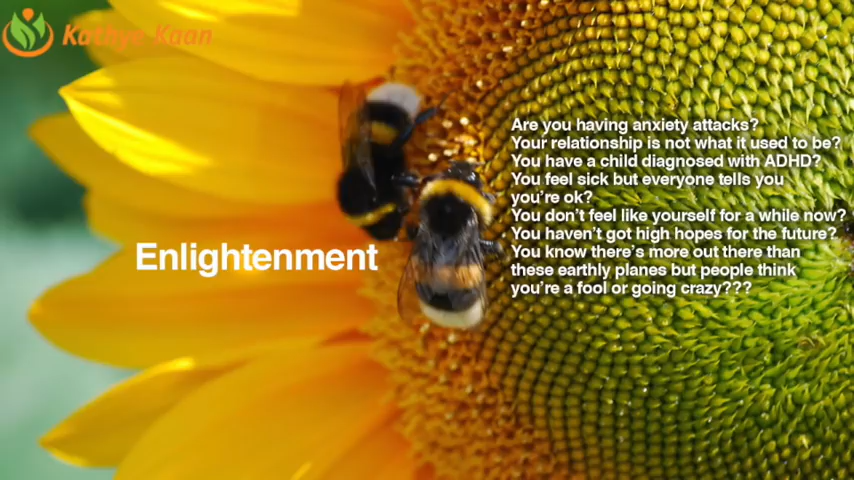 Kathye Kaan
Are you having anxiety attacks?
Your relationship is not what it used to be?
You have a child diagnosed with ADHD?
You feel sick but everyone tells you
you're ok?
You don't feel like yourself for a while now?
You haven't got high hopes for the future?
You know there's more out there than
these earthly planes but people think
you're a fool or going crazy???
Enlightenment